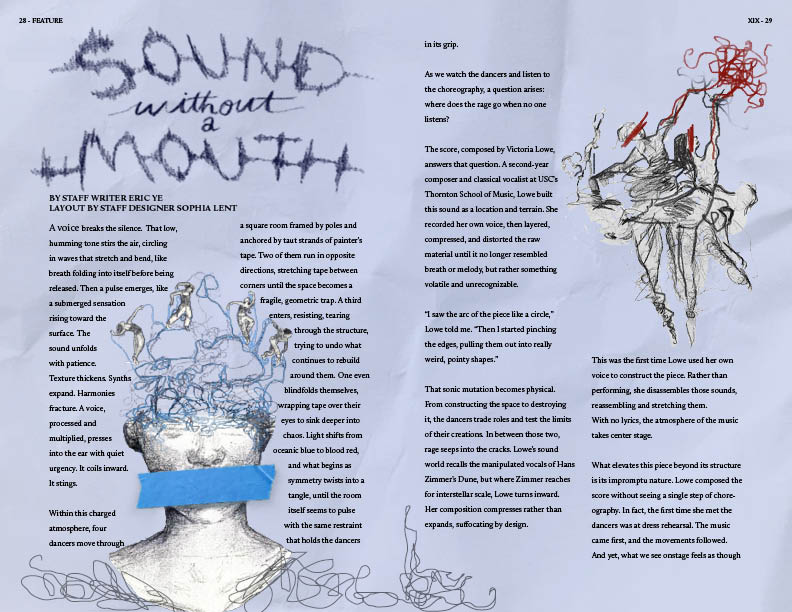 28 - FEATURE
XIX - 29
SOUND
without
a
MOUTH
BY STAFF WRITER ERIC YE
LAYOUT BY STAFF DESIGNER SOPHIA LENT
A voice breaks the silence. That low,
humming tone stirs the air, circling
in waves that stretch and bend, like
breath folding into itself before being
released. Then a pulse emerges, like
a submerged sensation
rising toward the
surface. The
sound unfolds
with patience.
Texture thickens. Synths
expand. Harmonies
fracture. A voice,
processed and
multiplied, presses
into the ear with quiet
urgency. It coils inward.
It stings.
Within this charged
atmosphere, four
dancers move through
a square room framed by poles and
anchored by taut strands of painter's
tape. Two of them run in opposite
directions, stretching tape between
corners until the space becomes a
fragile, geometric trap. A third
enters, resisting, tearing
through the structure,
trying to undo what
continues to rebuild
around them. One even
blindfolds themselves,
wrapping tape over their
eyes to sink deeper into
chaos. Light shifts from
oceanic blue to blood red,
and what begins as
symmetry twists into a
tangle, until the room
itself seems to pulse
with the same restraint
that holds the dancers
in its grip.
As we watch the dancers and listen to
the choreography, a question arises:
where does the rage go when no one
listens?
The score, composed by Victoria Lowe,
answers that question. A second-year
composer and classical vocalist at USC's
Thornton School of Music, Lowe built
this sound as a location and terrain. She
recorded her own voice, then layered,
compressed, and distorted the raw
material until it no longer resembled
breath or melody, but rather something
volatile and unrecognizable.
"I saw the arc of the piece like a circle,"
Lowe told me. "Then I started pinching
the edges, pulling them out into really
weird, pointy shapes."
That sonic mutation becomes physical.
From constructing the space to destroying
it, the dancers trade roles and test the limits
of their creations. In between those two,
rage seeps into the cracks. Lowe's sound
world recalls the manipulated vocals of Hans
Zimmer's Dune, but where Zimmer reaches
for interstellar scale, Lowe turns inward.
Her composition compresses rather than
expands, suffocating by design.
This was the first time Lowe used her own
voice to construct the piece. Rather than
performing, she disassembles those sounds,
reassembling and stretching them.
With no lyrics, the atmosphere of the music
takes center stage.
What elevates this piece beyond its structure
is its impromptu nature. Lowe composed the
score without seeing a single step of chore-
ography. In fact, the first time she met the
dancers was at dress rehearsal. The music
came first, and the movements followed.
And yet, what we see onstage feels as though